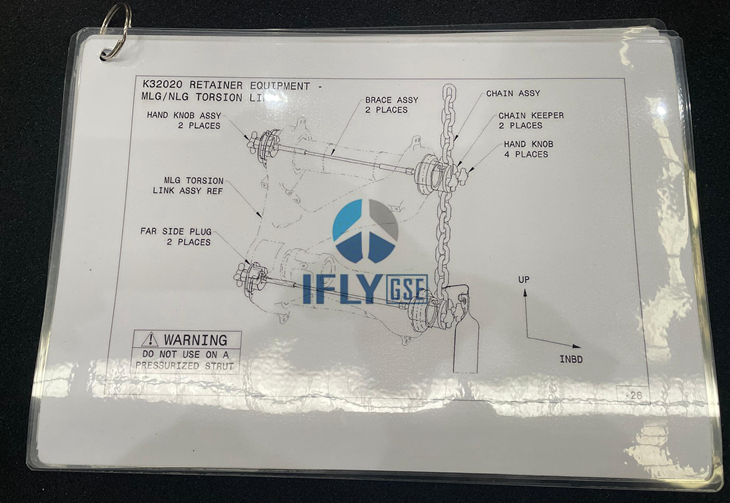 K32020 RETAINER EQUIPMENT -
MLG/NLG TORSION LINK
HAND KNOB ASSY
2 PLACES
BRACE ASSY
2 PLACES
CHAIN ASSY
CHAIN KEEPER
2 PLACES
HAND KNOB
4 PLACES
MLG TORSION
LINK ASSY REF
FAR SIDE PLUG
2 PLACES
IFLY GSE
UP
INBD
WARNING
DO NOT USE ON A
PRESSURIZED STRUT
-26